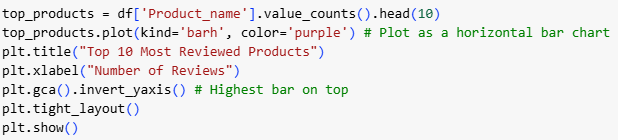 top_products = df['Product_name'].value_counts().head(10)
top_products.plot(kind='barh', color='purple') # Plot as a horizontal bar chart
plt.title("Top 10 Most Reviewed Products")
plt.xlabel("Number of Reviews")
plt.gca().invert_yaxis() # Highest bar on top
plt.tight_layout()
plt.show()